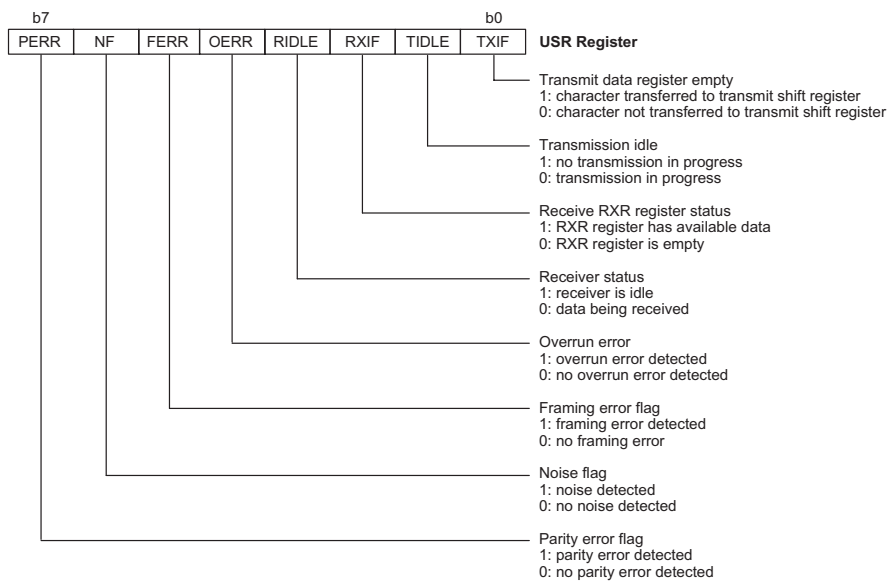 b7 b0
PERR NF FERR OERR RIDLE RXIF TIDLE TXIF USR Register
Transmit data register empty
1: character transferred to transmit shift register
0: character not transferred to transmit shift register
Transmission idle
1: no transmission in progress
0: transmission in progress
Receive RXR register status
1: RXR register has available data
0: RXR register is empty
Receiver status
1: receiver is idle
0: data being received
Overrun error
1: overrun error detected
0: no overrun error detected
Framing error flag
1: framing error detected
0: no framing error
Noise flag
1: noise detected
0: no noise detected
Parity error flag
1: parity error detected
0: no parity error detected